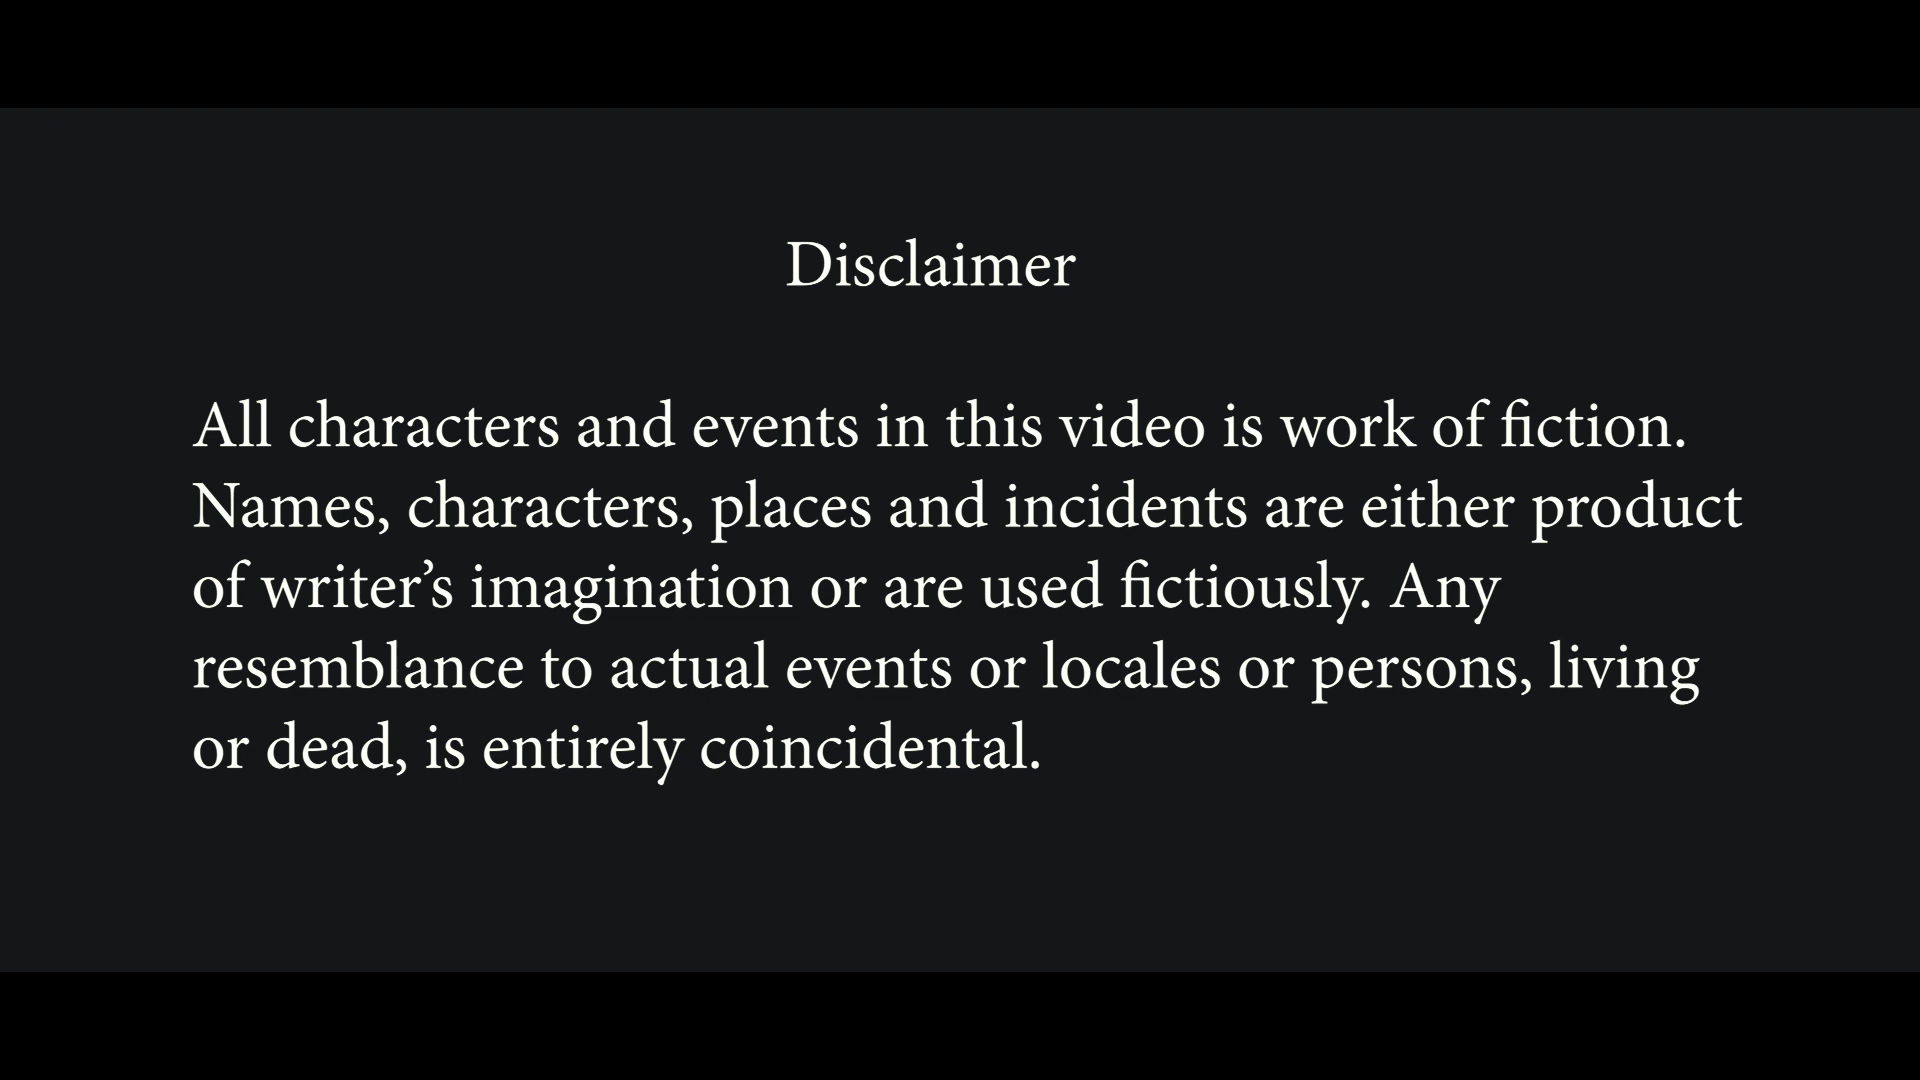 Disclaimer
All characters and events in this video is work of fiction.
Names, characters, places and incidents are either product
of writer’s imagination or are used fictiously. Any
resemblance to actual events or locales or persons, living
or dead, is entirely coincidental.